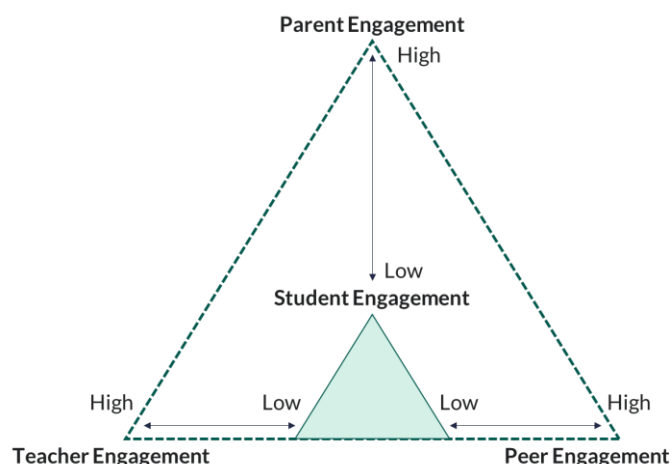 Parent Engagement
High
Low
Student Engagement
High
Low
Low
High
Teacher Engagement
Peer Engagement